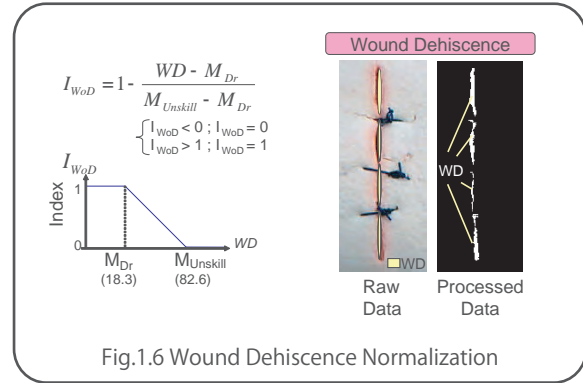 I_WoD = 1 - (WD - M_Dr) / (M_Unskill - M_Dr)
{ I_WoD < 0 ; I_WoD = 0
I_WoD > 1 ; I_WoD = 1
I_WoD
Index
1
0
WD
M_Dr
(18.3)
M_Unskill
(82.6)
Wound Dehiscence
WD
WD
Raw
Data
Processed
Data
Fig.1.6 Wound Dehiscence Normalization